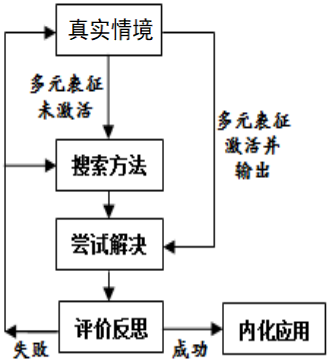 真实情境
多元表征
未激活
多元表征
激活并
输出
搜索方法
尝试解决
评价反思
失败
成功
内化应用